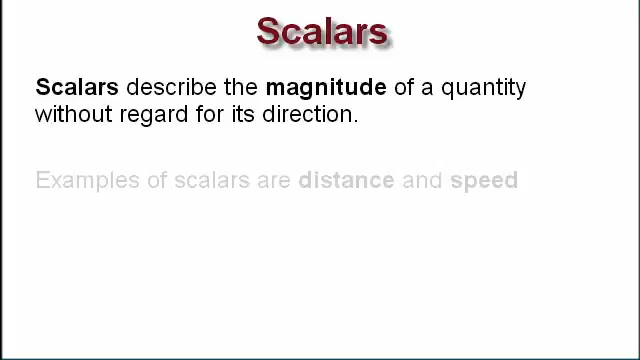 Scalars
Scalars describe the magnitude of a quantity
without regard for its direction.
Examples of scalars are distance and speed